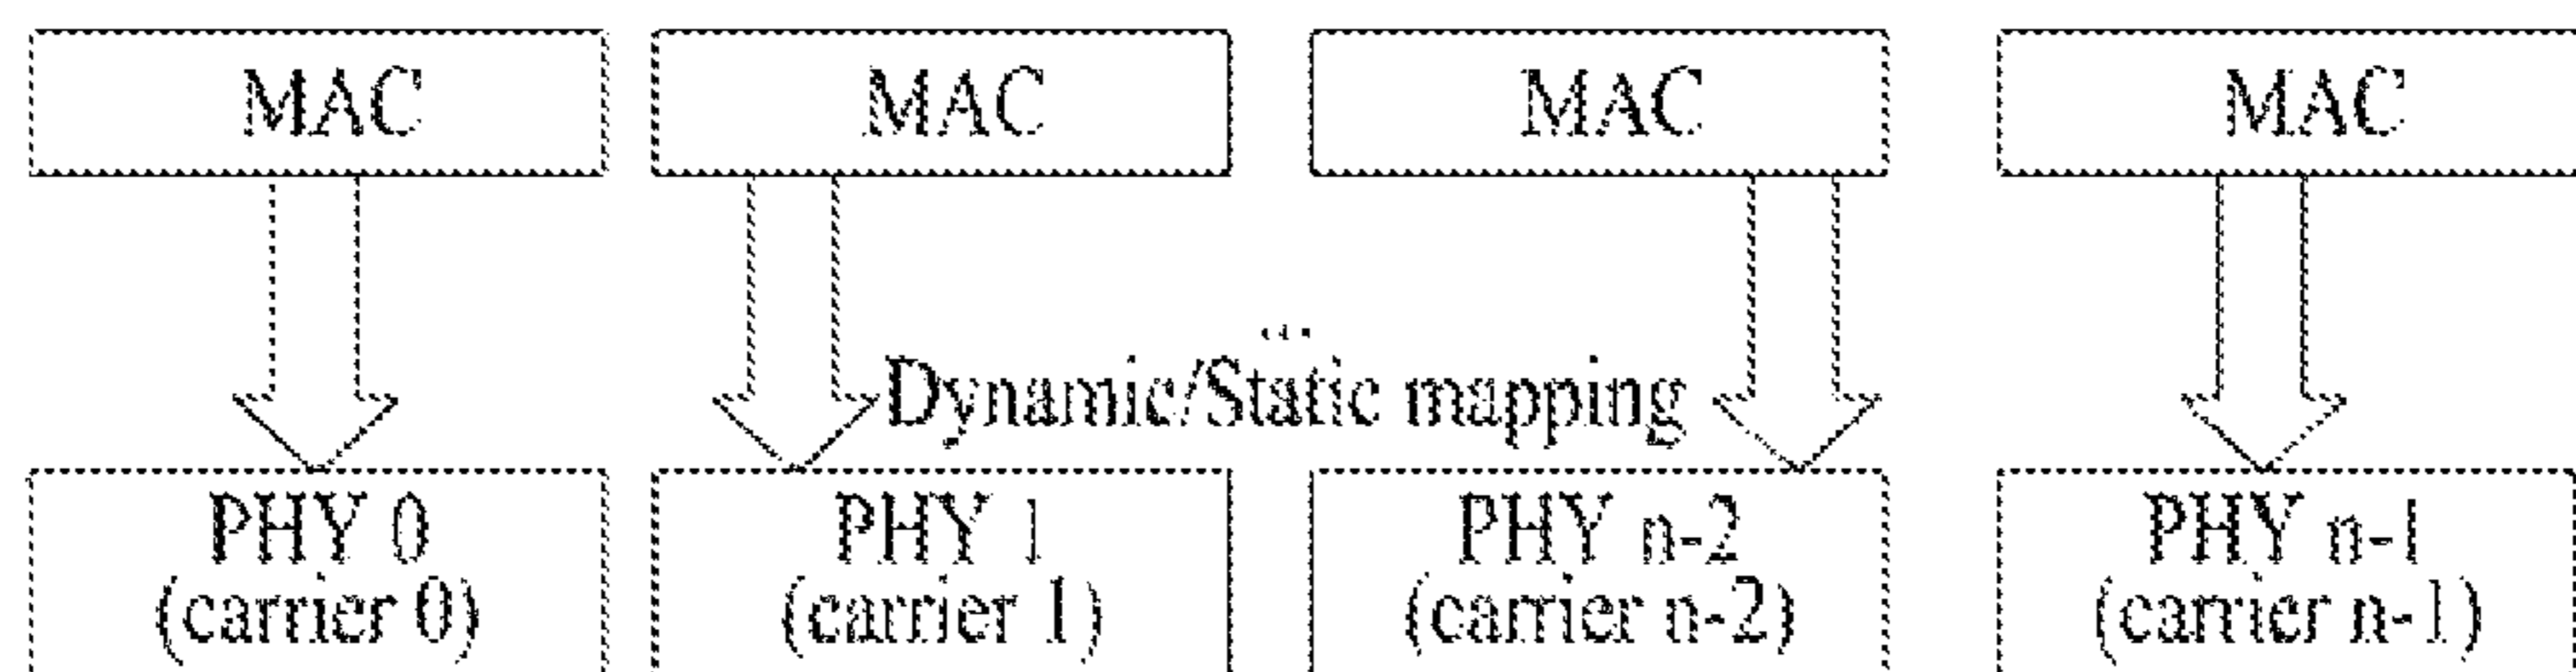 MAC MAC MAC MAC
...
Dynamic/Static mapping
PHY 0 PHY 1 PHY n-2 PHY n-1
(carrier 0) (carrier 1) (carrier n-2) (carrier n-1)